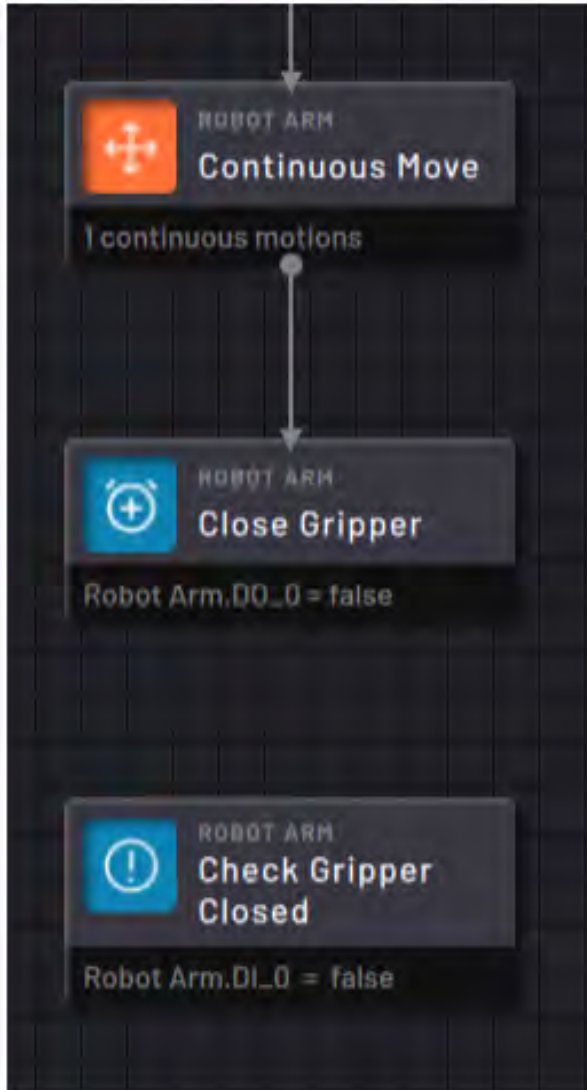 ROBOT ARM
Continuous Move
1 continuous motions
ROBOT ARM
Close Gripper
Robot Arm.DO_0 = false
ROBOT ARM
Check Gripper
Closed
Robot Arm.DI_0 = false